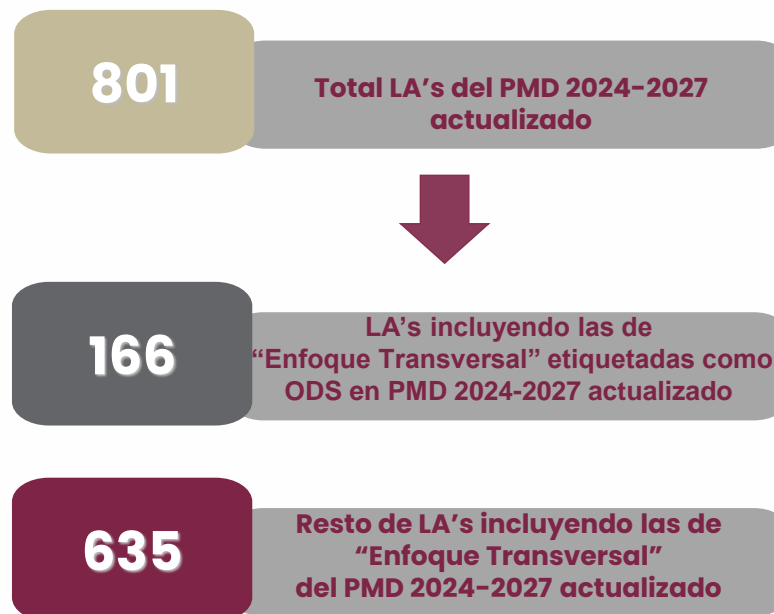 801
Total LA’s del PMD 2024-2027
actualizado
166
LA’s incluyendo las de
“Enfoque Transversal” etiquetadas como
ODS en PMD 2024-2027 actualizado
635
Resto de LA’s incluyendo las de
“Enfoque Transversal”
del PMD 2024-2027 actualizado